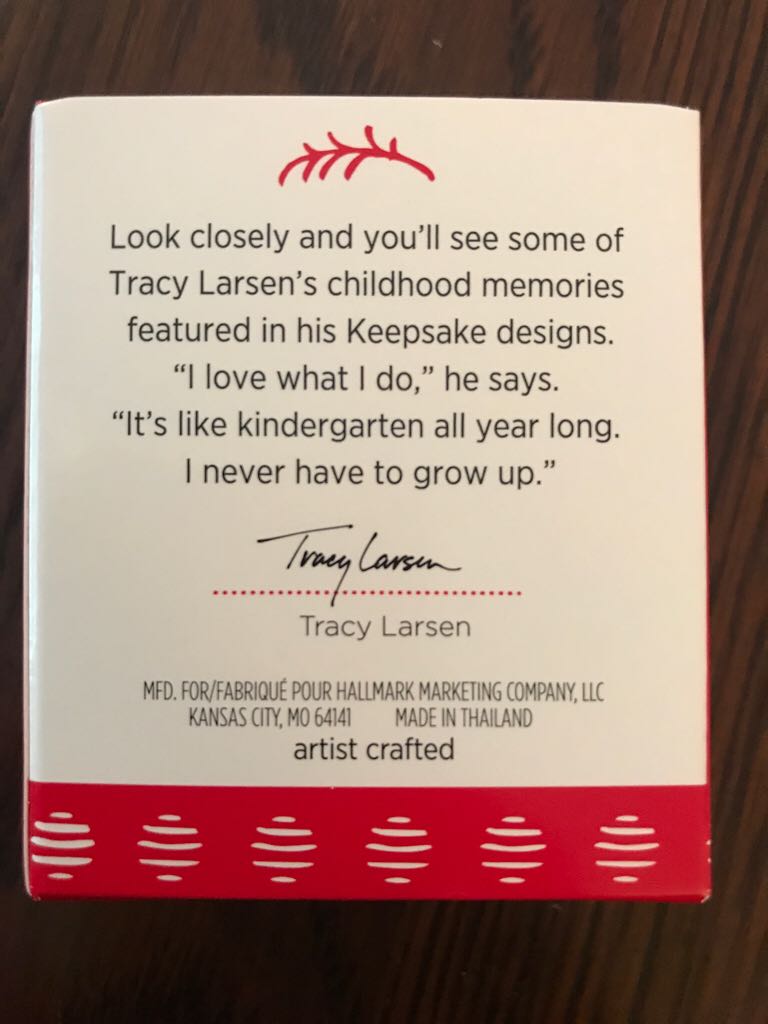 Look closely and you'll see some of
Tracy Larsen's childhood memories
featured in his Keepsake designs.
“I love what I do,” he says.
“It's like kindergarten all year long.
I never have to grow up.”
Tracy Larsen
Tracy Larsen
MFD. FOR/FABRIQUÉ POUR HALLMARK MARKETING COMPANY, LLC
KANSAS CITY, MO 64141 MADE IN THAILAND
artist crafted